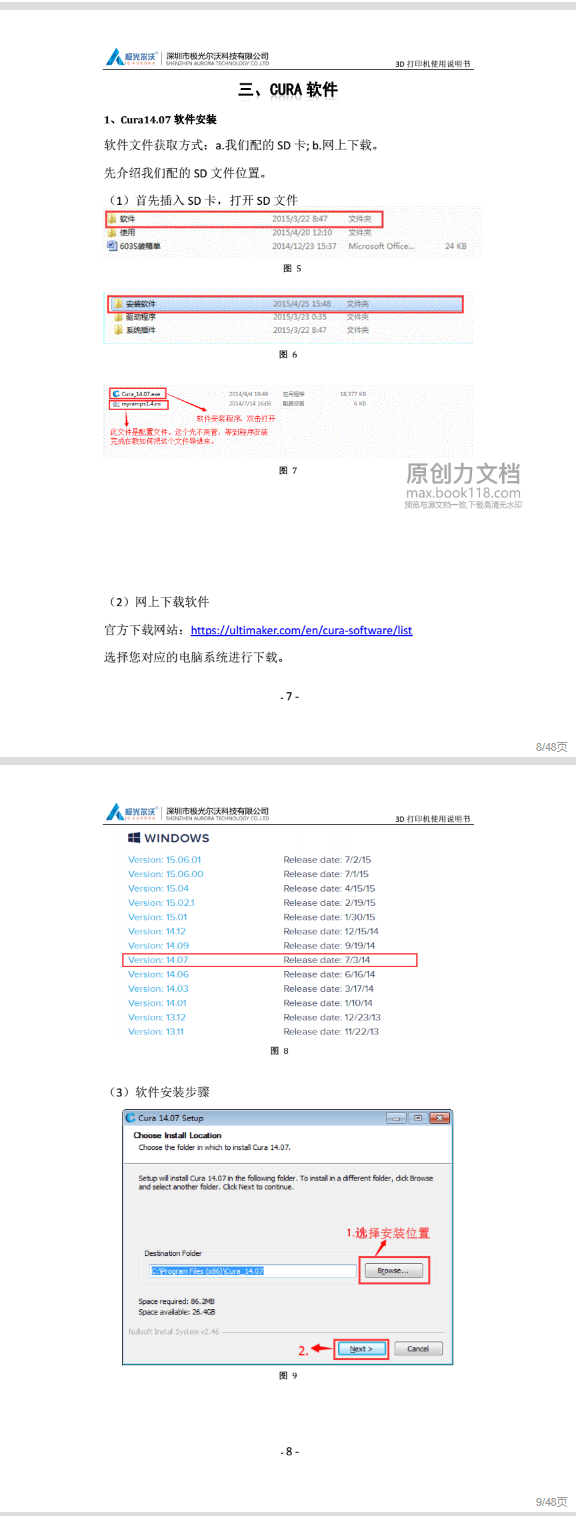 极光尔沃 深圳市极光尔沃科技有限公司
JG AURORA SHENZHEN AURORA TECHNOLOGY CO.,LTD
3D 打印机使用说明书
三、CURA 软件
1、Cura14.07 软件安装
软件文件获取方式：a.我们配的 SD 卡; b.网上下载。
先介绍我们配的 SD 文件位置。
（1）首先插入 SD 卡，打开 SD 文件
软件 2015/3/22 8:47 文件夹
使用 2015/4/20 12:10 文件夹
603S装箱单 2014/12/23 15:37 Microsoft Office... 24 KB
图 5
安装软件 2015/4/25 15:48 文件夹
驱动程序 2015/3/23 0:35 文件夹
系统插件 2015/3/22 8:47 文件夹
图 6
Cura_14.07.exe 2014/9/4 10:49 应用程序 18,177 KB
myramps1.4.ini 2014/7/14 16:05 配置设置 6 KB
软件安装程序，双击打开
此文件是配置文件，这个先不用管，等到程序安装
完成在教如何把这个文件导进来。
图 7
原创力文档
max.book118.com
预览与源文档一致,下载高清无水印
（2）网上下载软件
官方下载网站：https://ultimaker.com/en/cura-software/list
选择您对应的电脑系统进行下载。
- 7 -
8/48页
极光尔沃 深圳市极光尔沃科技有限公司
JG AURORA SHENZHEN AURORA TECHNOLOGY CO.,LTD
3D 打印机使用说明书
WINDOWS
Version: 15.06.01 Release date: 7/2/15
Version: 15.06.00 Release date: 7/1/15
Version: 15.04 Release date: 4/15/15
Version: 15.02.1 Release date: 2/19/15
Version: 15.01 Release date: 1/30/15
Version: 14.12 Release date: 12/15/14
Version: 14.09 Release date: 9/19/14
Version: 14.07 Release date: 7/3/14
Version: 14.06 Release date: 6/16/14
Version: 14.03 Release date: 3/17/14
Version: 14.01 Release date: 1/10/14
Version: 13.12 Release date: 12/23/13
Version: 13.11 Release date: 11/22/13
图 8
（3）软件安装步骤
Cura 14.07 Setup
Choose Install Location
Choose the folder in which to install Cura 14.07.
Setup will install Cura 14.07 in the following folder. To install in a different folder, click Browse
and select another folder. Click Next to continue.
1.选择安装位置
Destination Folder
C:\Program Files (x86)\Cura_14.07
Browse...
Space required: 86.2MB
Space available: 26.4GB
Nullsoft Install System v2.46
2.
Next >
Cancel
图 9
- 8 -
9/48页